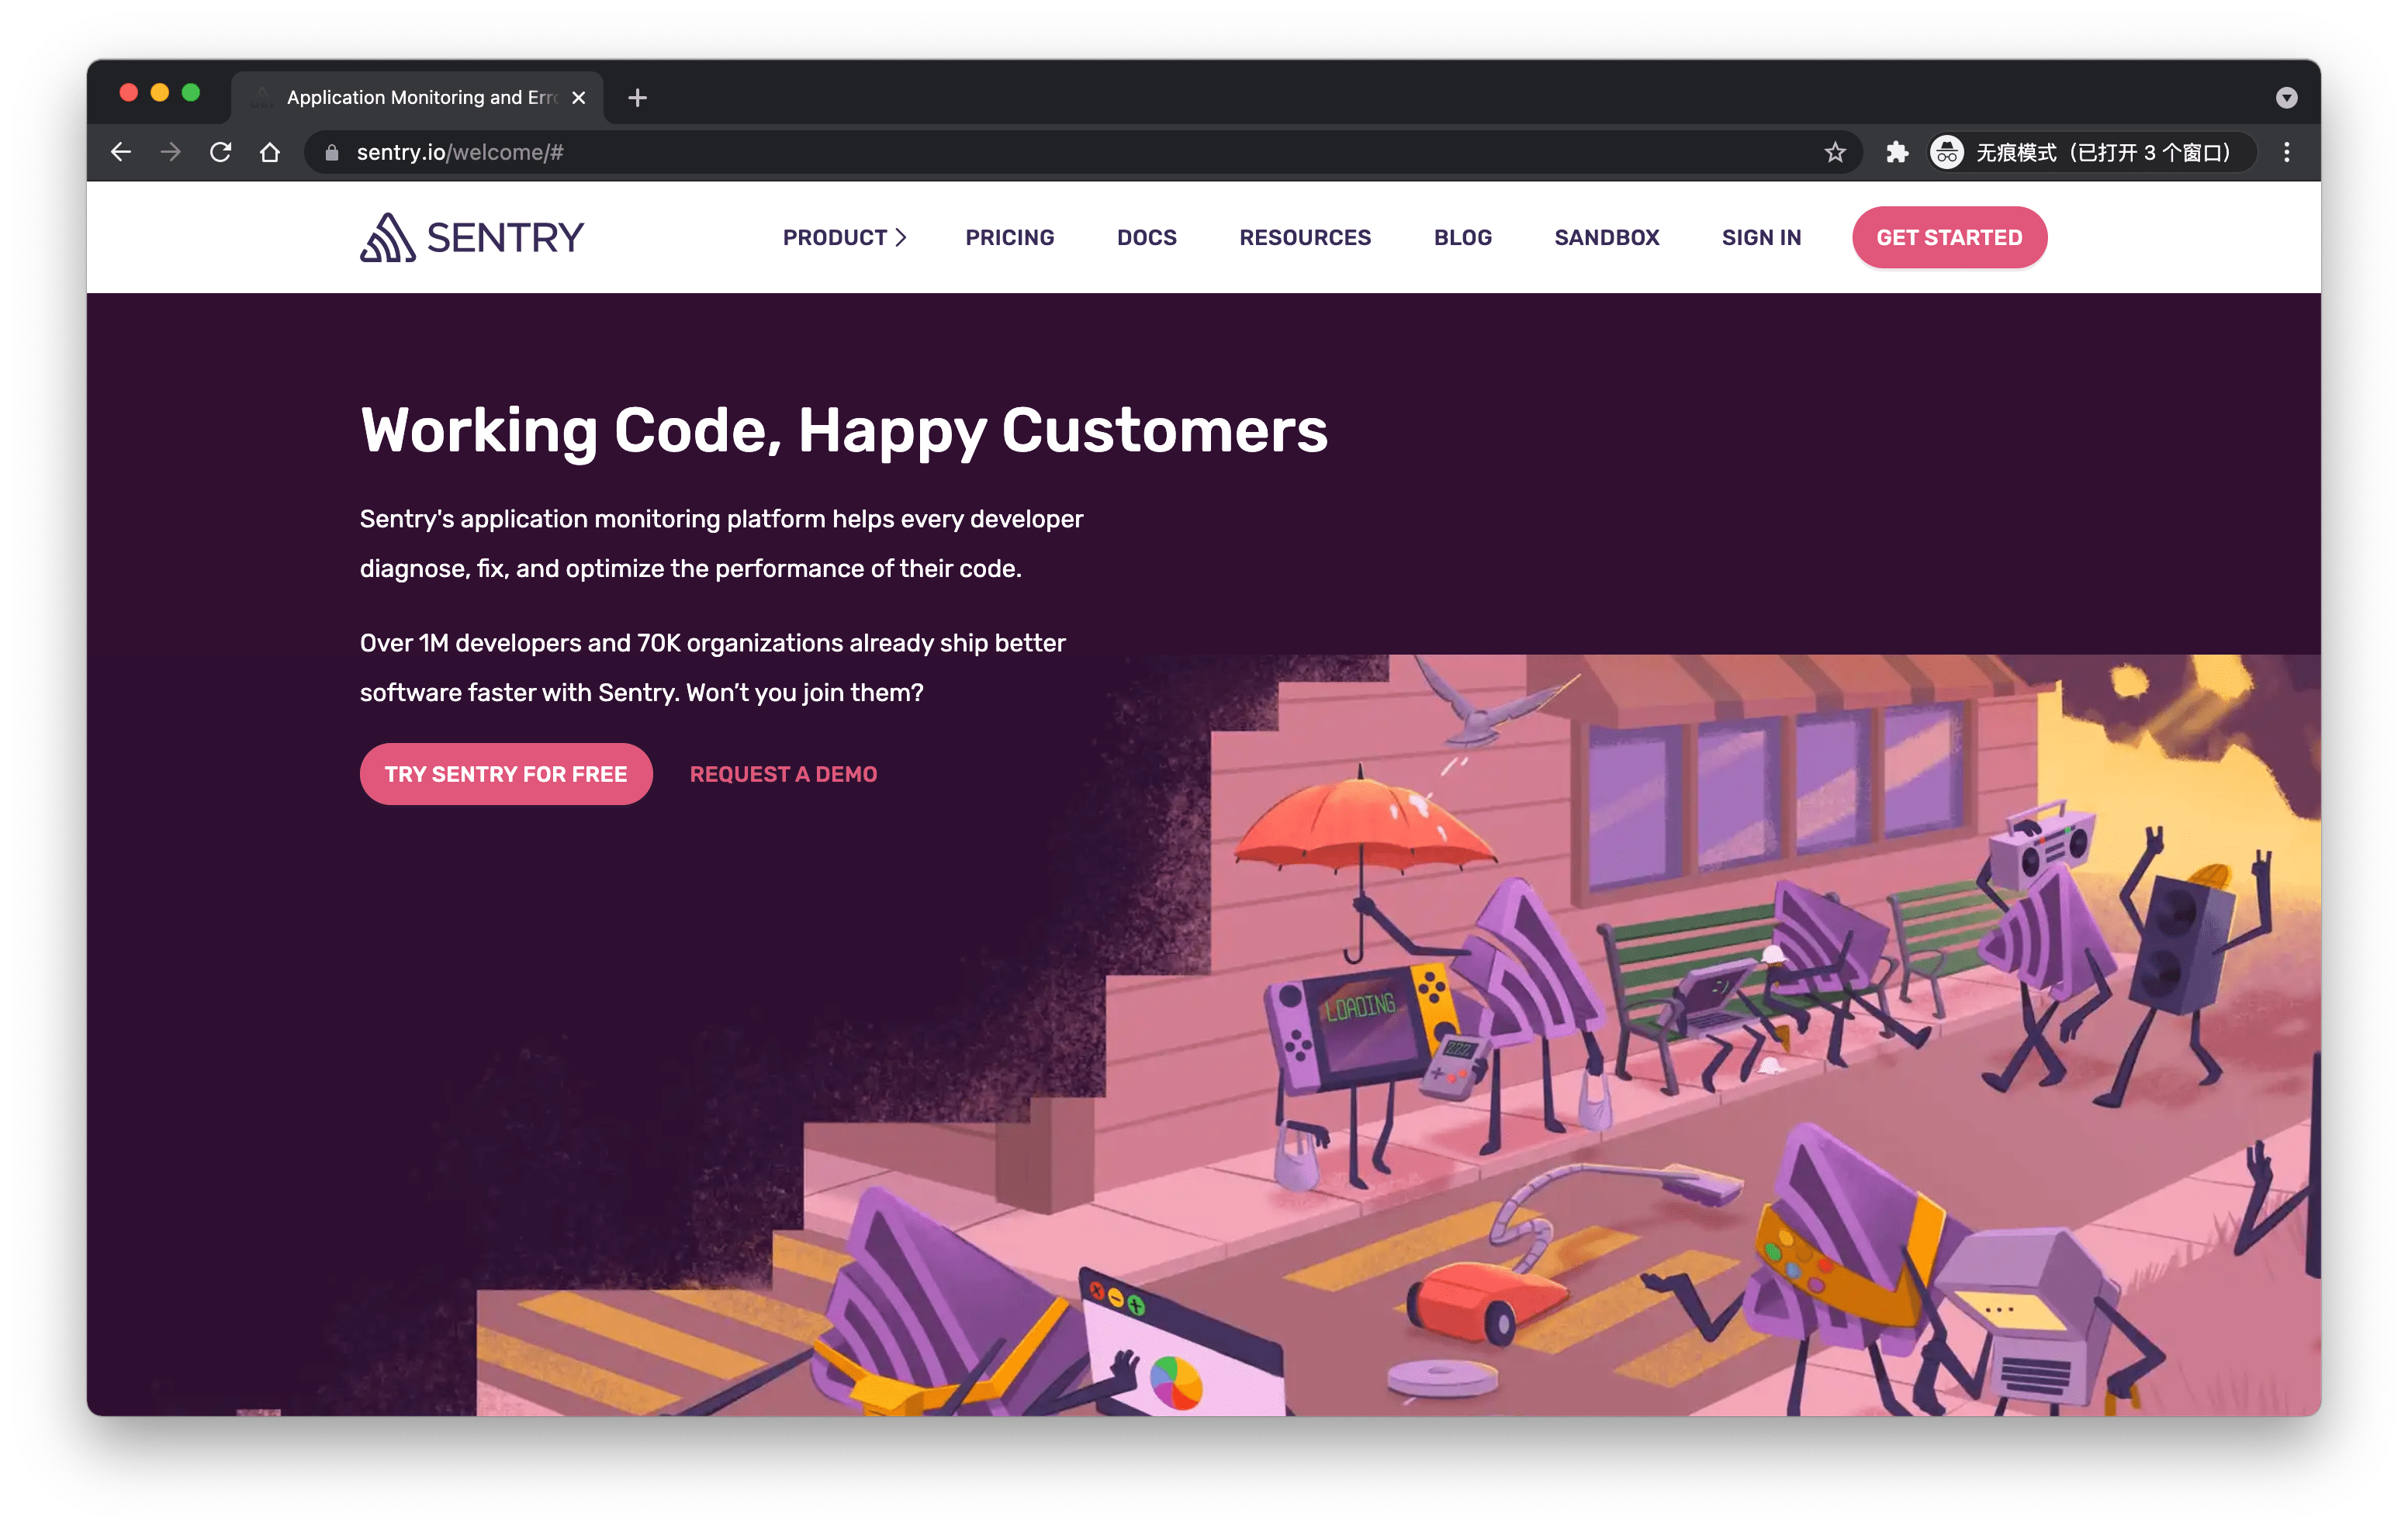 Application Monitoring and Erro
sentry.io/welcome/#
无痕模式（已打开 3 个窗口）
SENTRY
PRODUCT
PRICING
DOCS
RESOURCES
BLOG
SANDBOX
SIGN IN
GET STARTED
Working Code, Happy Customers
Sentry's application monitoring platform helps every developer
diagnose, fix, and optimize the performance of their code.
Over 1M developers and 70K organizations already ship better
software faster with Sentry. Won’t you join them?
TRY SENTRY FOR FREE
REQUEST A DEMO
LOADING
ZZZ